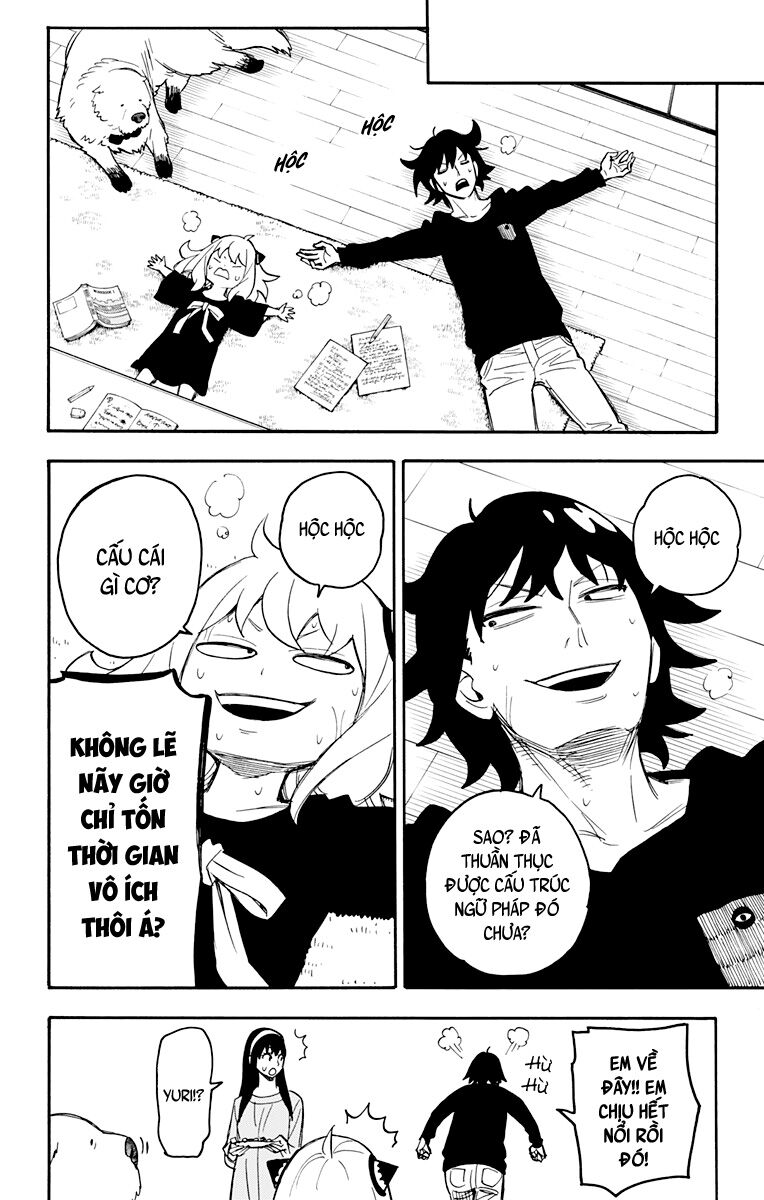 HỘC
HỘC
HỘC HỘC
SAO? ĐÃ
THUẦN THỤC
ĐƯỢC CẤU TRÚC
NGỮ PHÁP ĐÓ
CHƯA?
HỘC HỘC
CẤU CÁI
GÌ CƠ?
KHÔNG LẼ
NÃY GIỜ
CHỈ TỐN
THỜI GIAN
VÔ ÍCH
THÔI Á?
EM VỀ
ĐÂY!! EM
CHỊU HẾT
NỔI RỒI
ĐÓ!
HỪ
HỪ
YURI!?